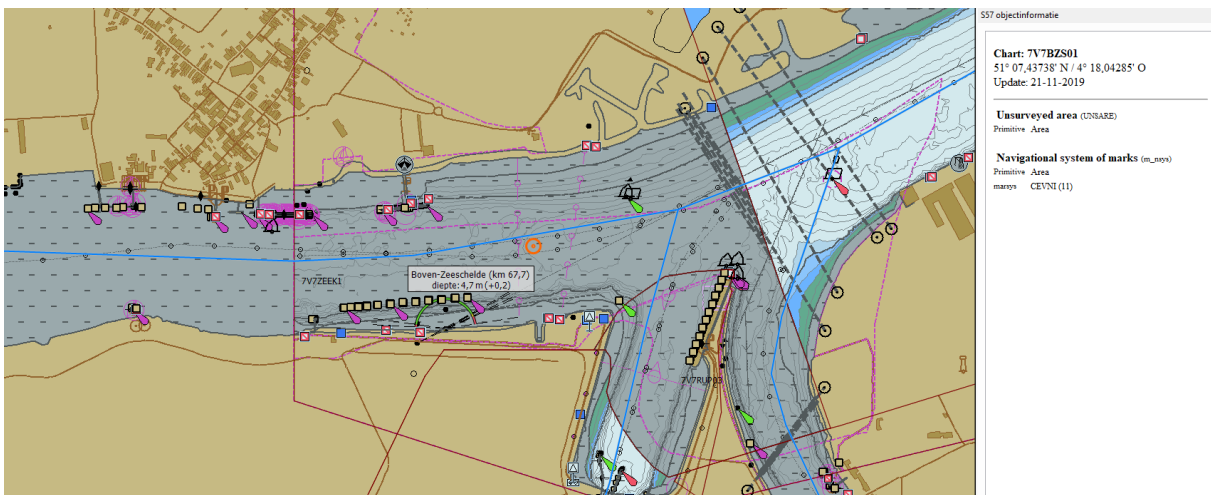 S57 objectinformatie
Chart: 7V7BZS01
51° 07,43738' N / 4° 18,04285' O
Update: 21-11-2019
Unsurveyed area (UNSARE)
Primitive Area
Navigational system of marks (m_nsys)
Primitive Area
marsys CEVNI (11)
Boven-Zeeschelde (km 67,7)
diepte: 4,7 m (+0,2)
7V7ZEEK1
7V7RUP03